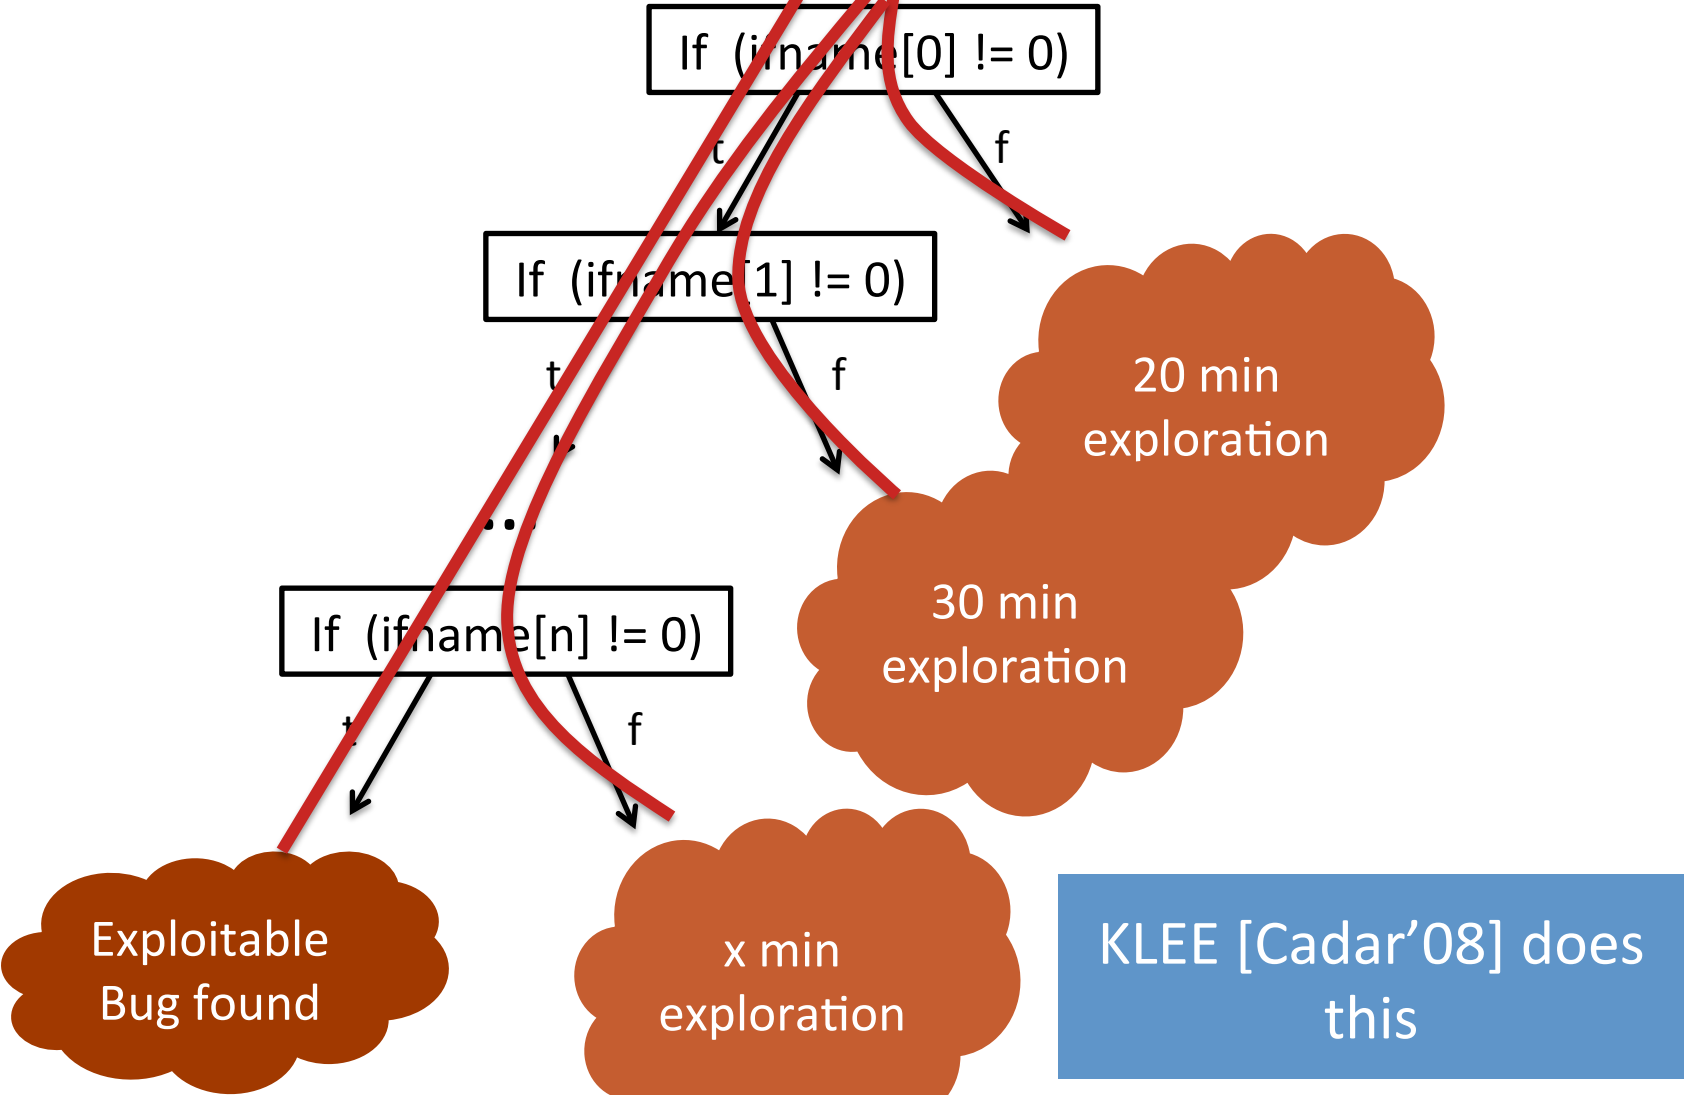 If (ifname[0] != 0)
t
f
If (ifname[1] != 0)
t
f
20 min
exploration
...
If (ifname[n] != 0)
30 min
exploration
t
f
Exploitable
Bug found
x min
exploration
KLEE [Cadar’08] does
this